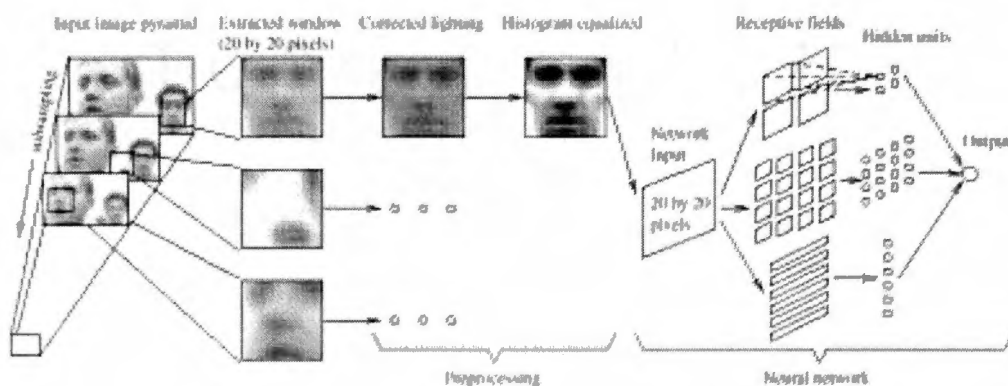 Input image pyramid
Extracted window
(20 by 20 pixels)
Corrected lighting
Histogram equalized
Receptive fields
Hidden units
subsampling
Network
Input
20 by 20
pixels
Output
Preprocessing
Neural network